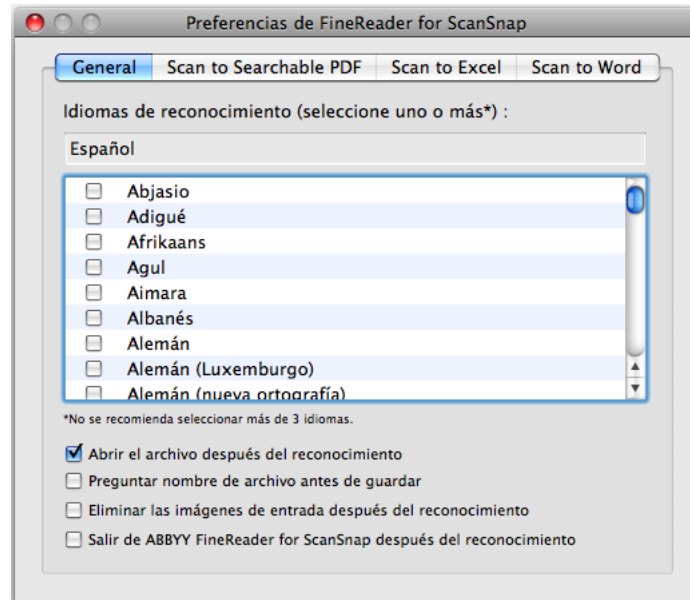 Preferencias de FineReader for ScanSnap
General Scan to Searchable PDF Scan to Excel Scan to Word
Idiomas de reconocimiento (seleccione uno o más*) :
Español
Abjasio
Adigué
Afrikaans
Agul
Aimara
Albanés
Alemán
Alemán (Luxemburgo)
Alemán (nueva ortografía)
*No se recomienda seleccionar más de 3 idiomas.
Abrir el archivo después del reconocimiento
Preguntar nombre de archivo antes de guardar
Eliminar las imágenes de entrada después del reconocimiento
Salir de ABBYY FineReader for ScanSnap después del reconocimiento